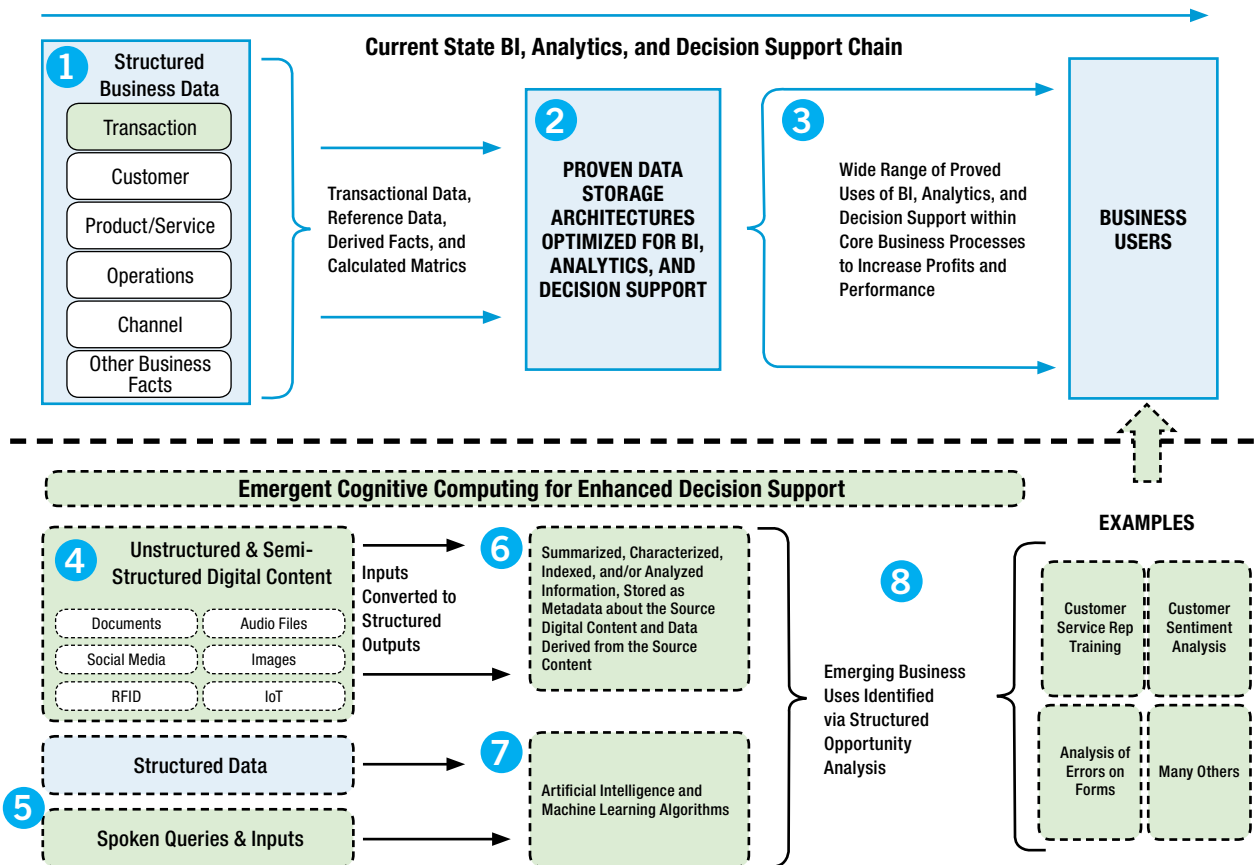 Current State BI, Analytics, and Decision Support Chain
1
Structured
Business Data
Transaction
Customer
Product/Service
Operations
Channel
Other Business
Facts
Transactional Data,
Reference Data,
Derived Facts, and
Calculated Matrics
2
PROVEN DATA
STORAGE
ARCHITECTURES
OPTIMIZED FOR BI,
ANALYTICS, AND
DECISION SUPPORT
3
Wide Range of Proved
Uses of BI, Analytics, and
Decision Support within
Core Business Processes
to Increase Profits and
Performance
BUSINESS
USERS
Emergent Cognitive Computing for Enhanced Decision Support
4
Unstructured & Semi-
Structured Digital Content
Documents
Audio Files
Social Media
Images
RFID
IoT
Inputs
Converted to
Structured
Outputs
Structured Data
5
Spoken Queries & Inputs
6
Summarized, Characterized,
Indexed, and/or Analyzed
Information, Stored as
Metadata about the Source
Digital Content and Data
Derived from the Source
Content
7
Artificial Intelligence and
Machine Learning Algorithms
8
Emerging Business
Uses Identified
via Structured
Opportunity
Analysis
EXAMPLES
Customer
Service Rep
Training
Customer
Sentiment
Analysis
Analysis of
Errors on
Forms
Many Others